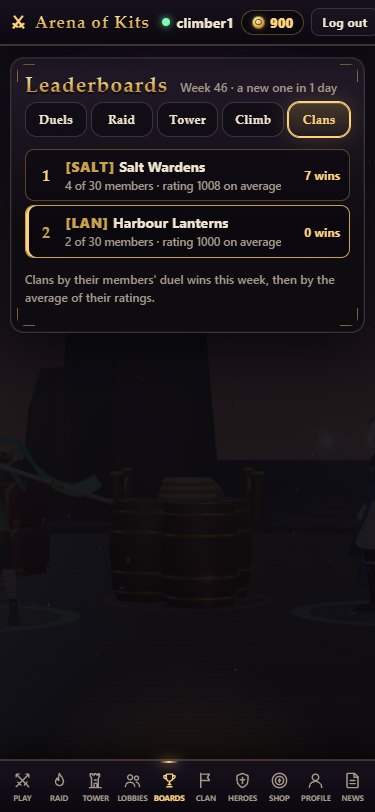 Arena of Kits climber1 900 Log out
Leaderboards Week 46 · a new one in 1 day
Duels Raid Tower Climb Clans
1 [SALT] Salt Wardens 7 wins
4 of 30 members · rating 1008 on average
2 [LAN] Harbour Lanterns 0 wins
2 of 30 members · rating 1000 on average
Clans by their members' duel wins this week, then by the
average of their ratings.
PLAY RAID TOWER LOBBIES BOARDS CLAN HEROES SHOP PROFILE NEWS